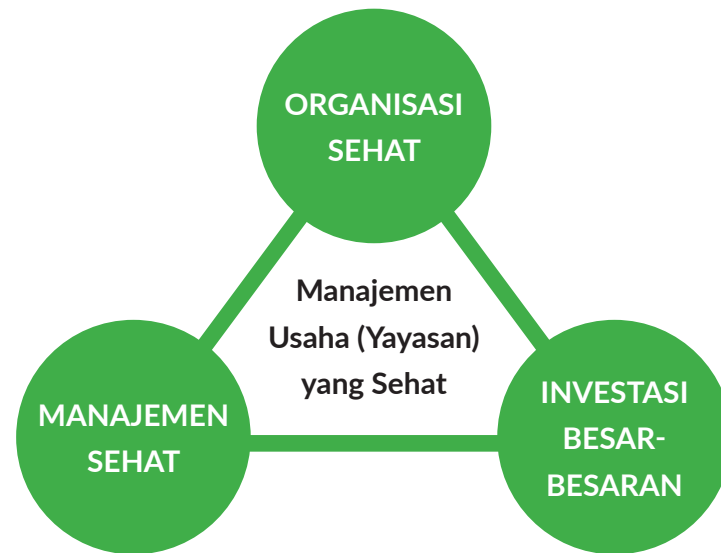 ORGANISASI
SEHAT
Manajemen
Usaha (Yayasan)
yang Sehat
MANAJEMEN
SEHAT
INVESTASI
BESAR-
BESARAN